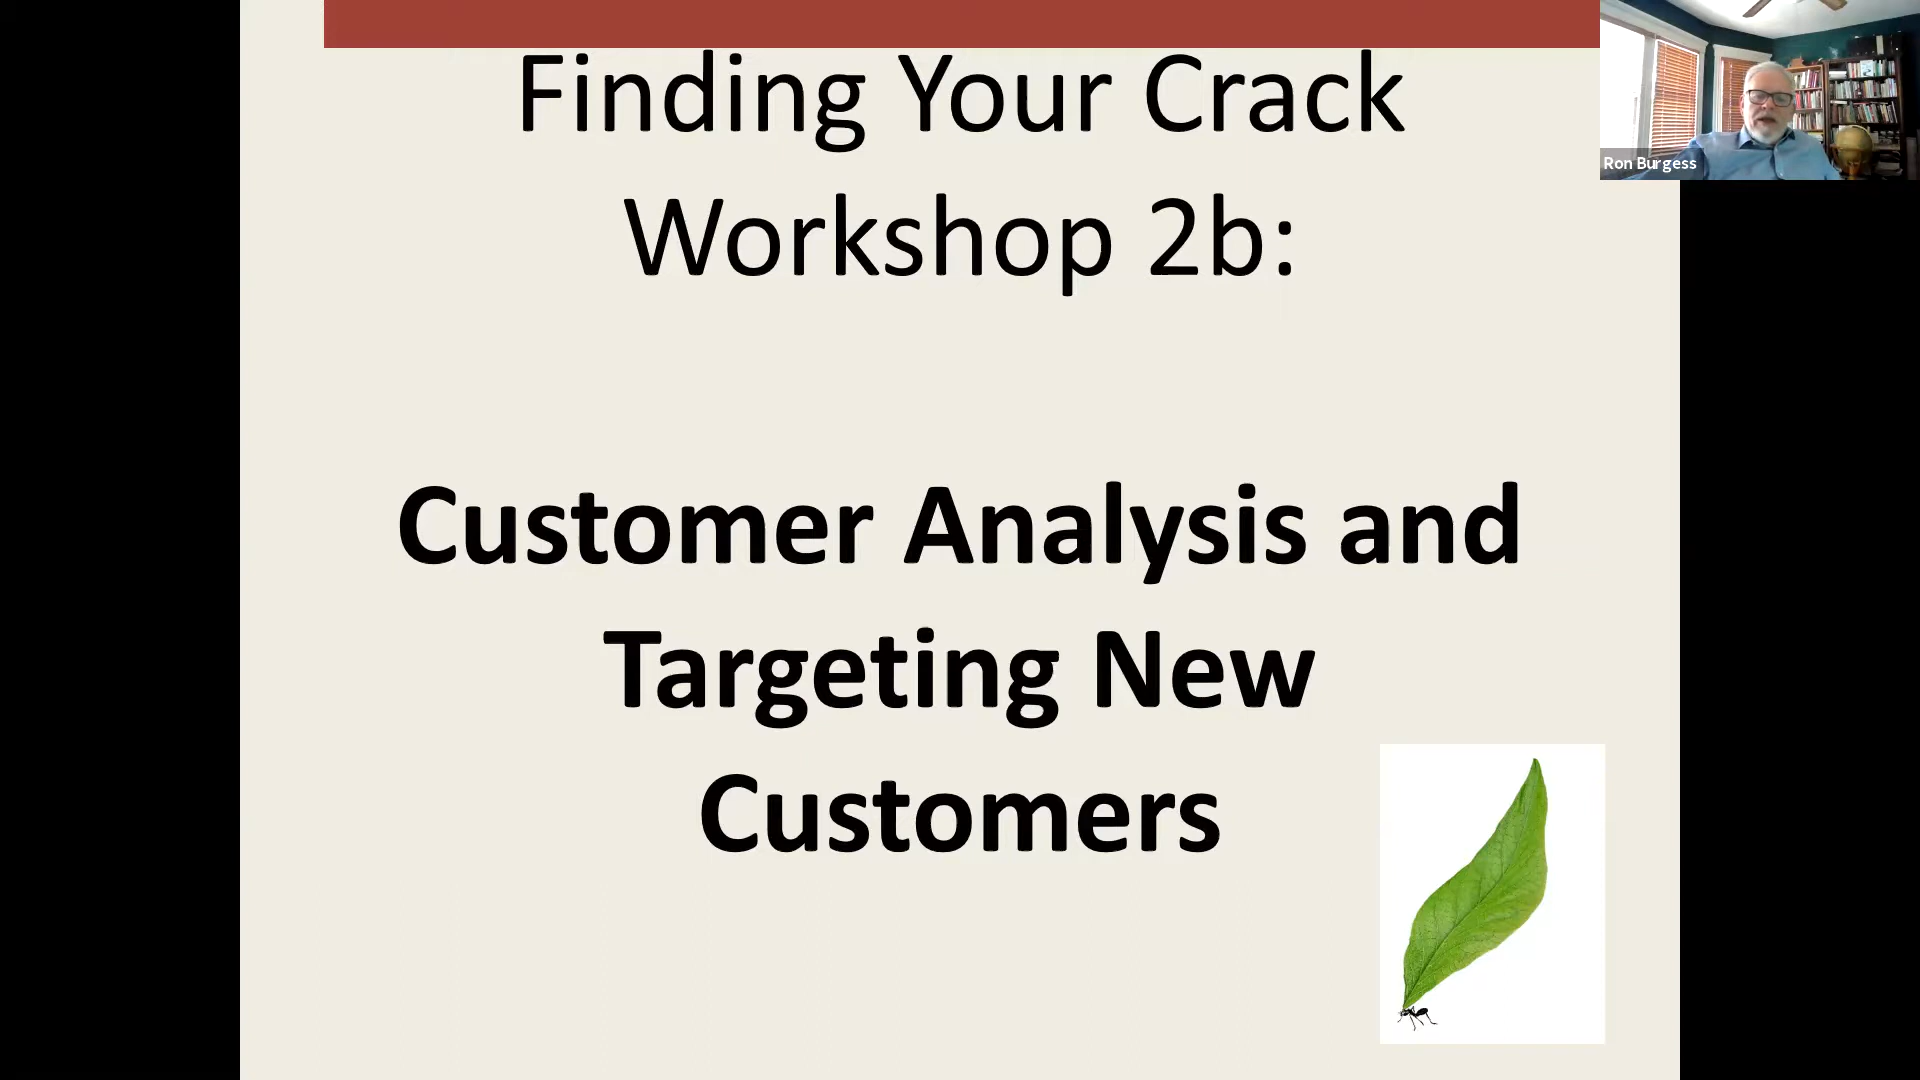 Finding Your Crack
Workshop 2b:
Customer Analysis and
Targeting New
Customers
Ron Burgess